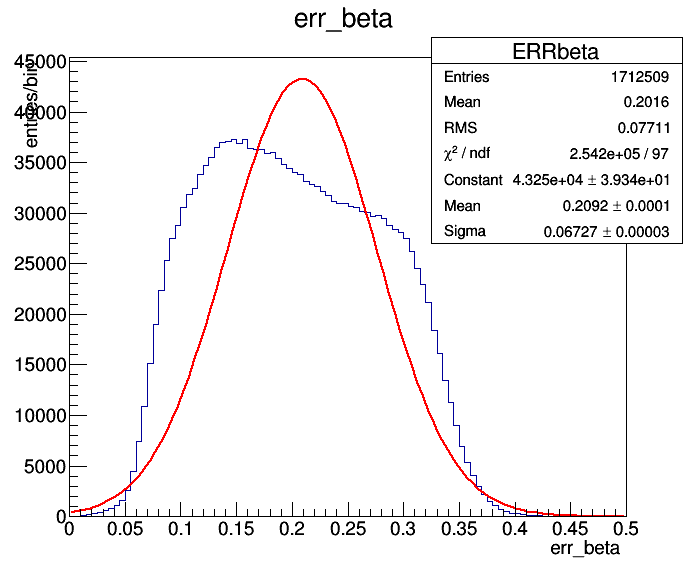 err_beta
ERRbeta
Entries 1712509
Mean 0.2016
RMS 0.07711
χ² / ndf 2.542e+05 / 97
Constant 4.325e+04 ± 3.934e+01
Mean 0.2092 ± 0.0001
Sigma 0.06727 ± 0.00003
entries/bin
45000
40000
35000
30000
25000
20000
15000
10000
5000
0
0 0.05 0.1 0.15 0.2 0.25 0.3 0.35 0.4 0.45 0.5
err_beta